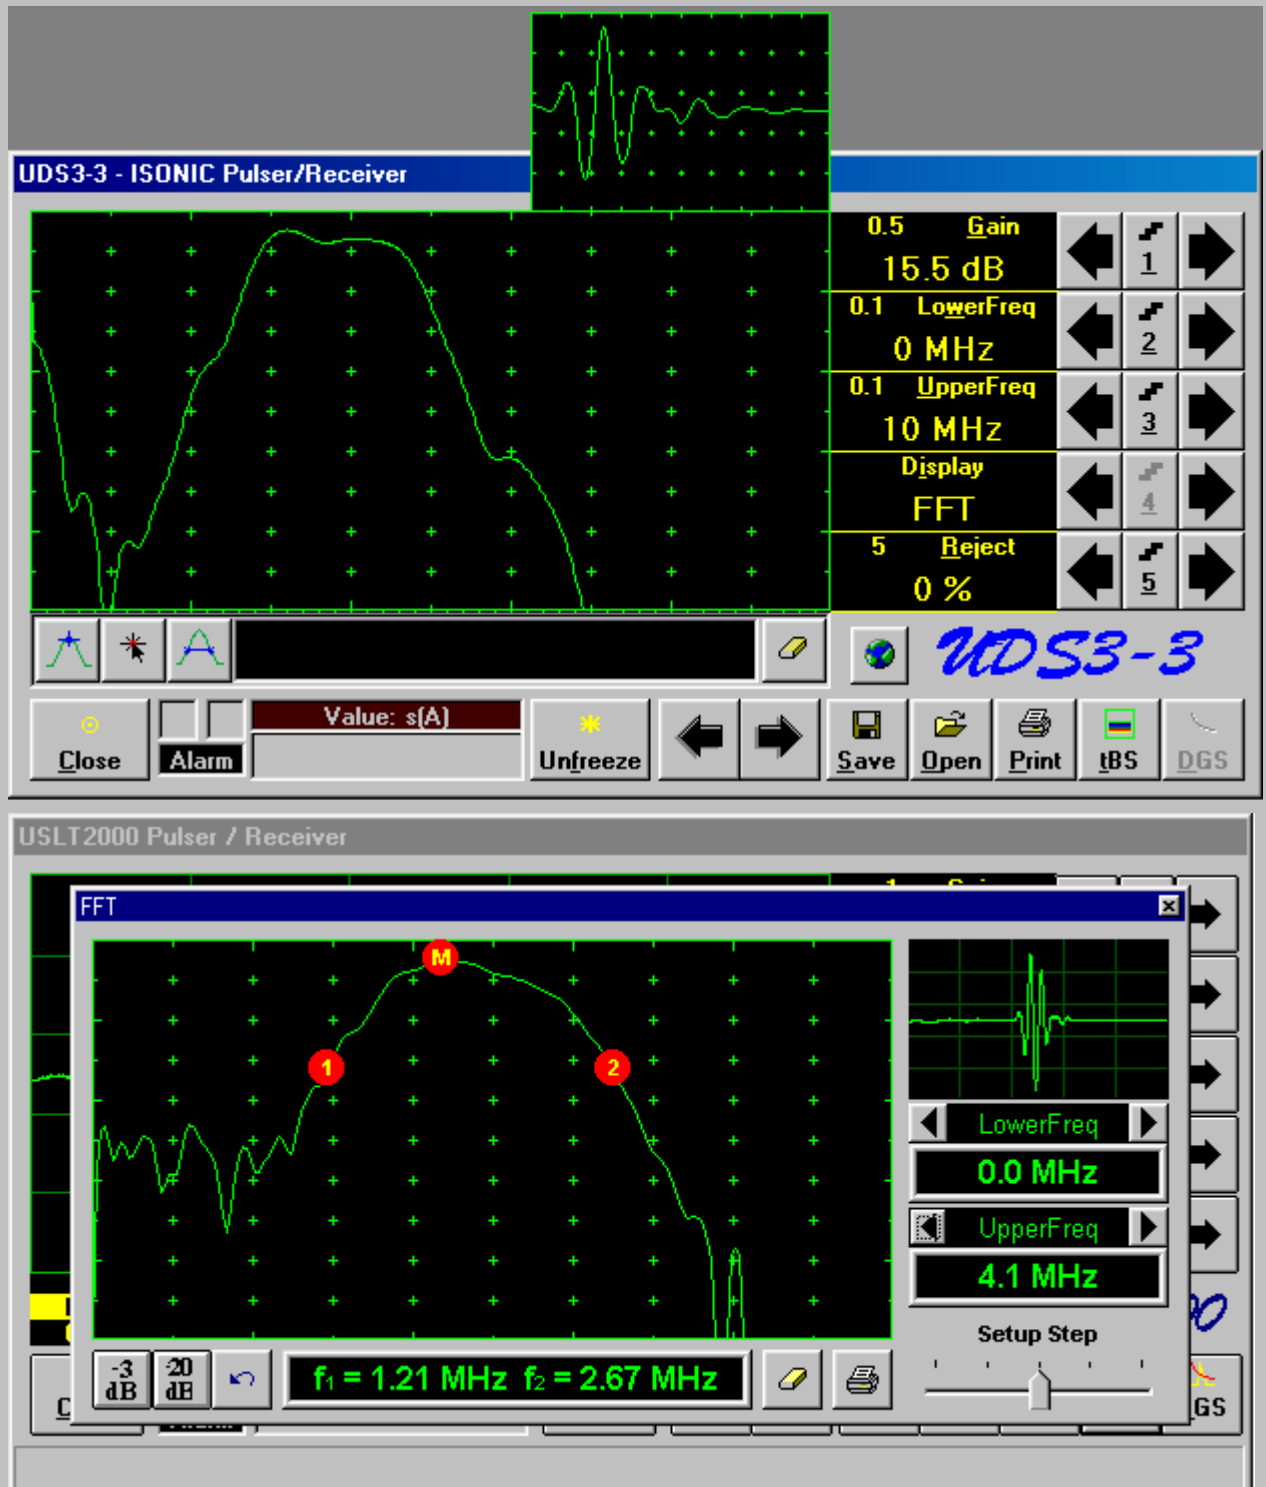 UDS3-3 - ISONIC Pulser/Receiver
0.5 Gain
15.5 dB
1
0.1 LowerFreq
0 MHz
2
0.1 UpperFreq
10 MHz
3
Display
FFT
4
5 Reject
0 %
5
UDS3-3
Close
Alarm
Value: s(A)
Unfreeze
Save
Open
Print
tBS
DGS
USLT2000 Pulser / Receiver
FFT
M
1
2
LowerFreq
0.0 MHz
UpperFreq
4.1 MHz
Setup Step
-3 dB
-20 dB
f1 = 1.21 MHz f2 = 2.67 MHz
GS